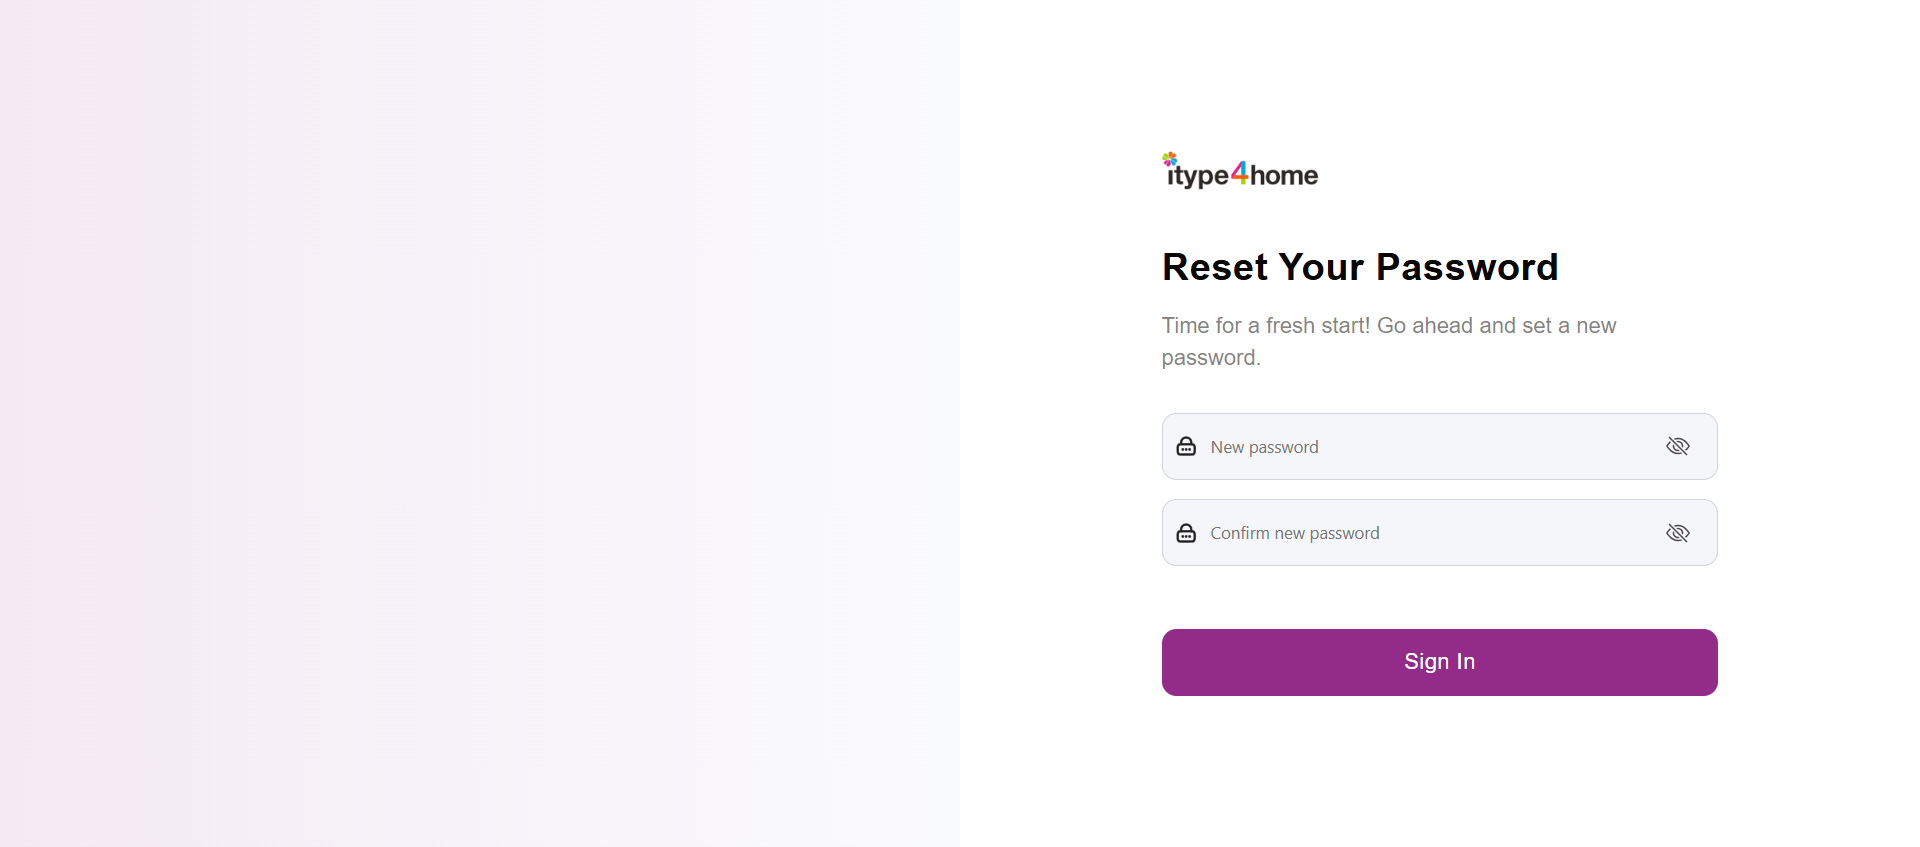 itype4home
Reset Your Password
Time for a fresh start! Go ahead and set a new
password.
New password
Confirm new password
Sign In